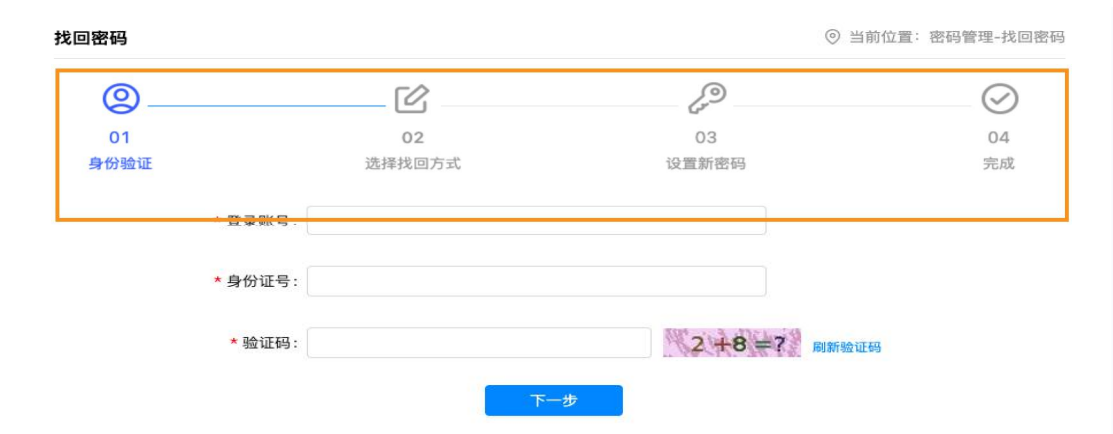 找回密码
当前位置：密码管理-找回密码
01
02
03
04
身份验证
选择找回方式
设置新密码
完成
* 登录账号：
* 身份证号：
* 验证码：
2+8=?
刷新验证码
下一步